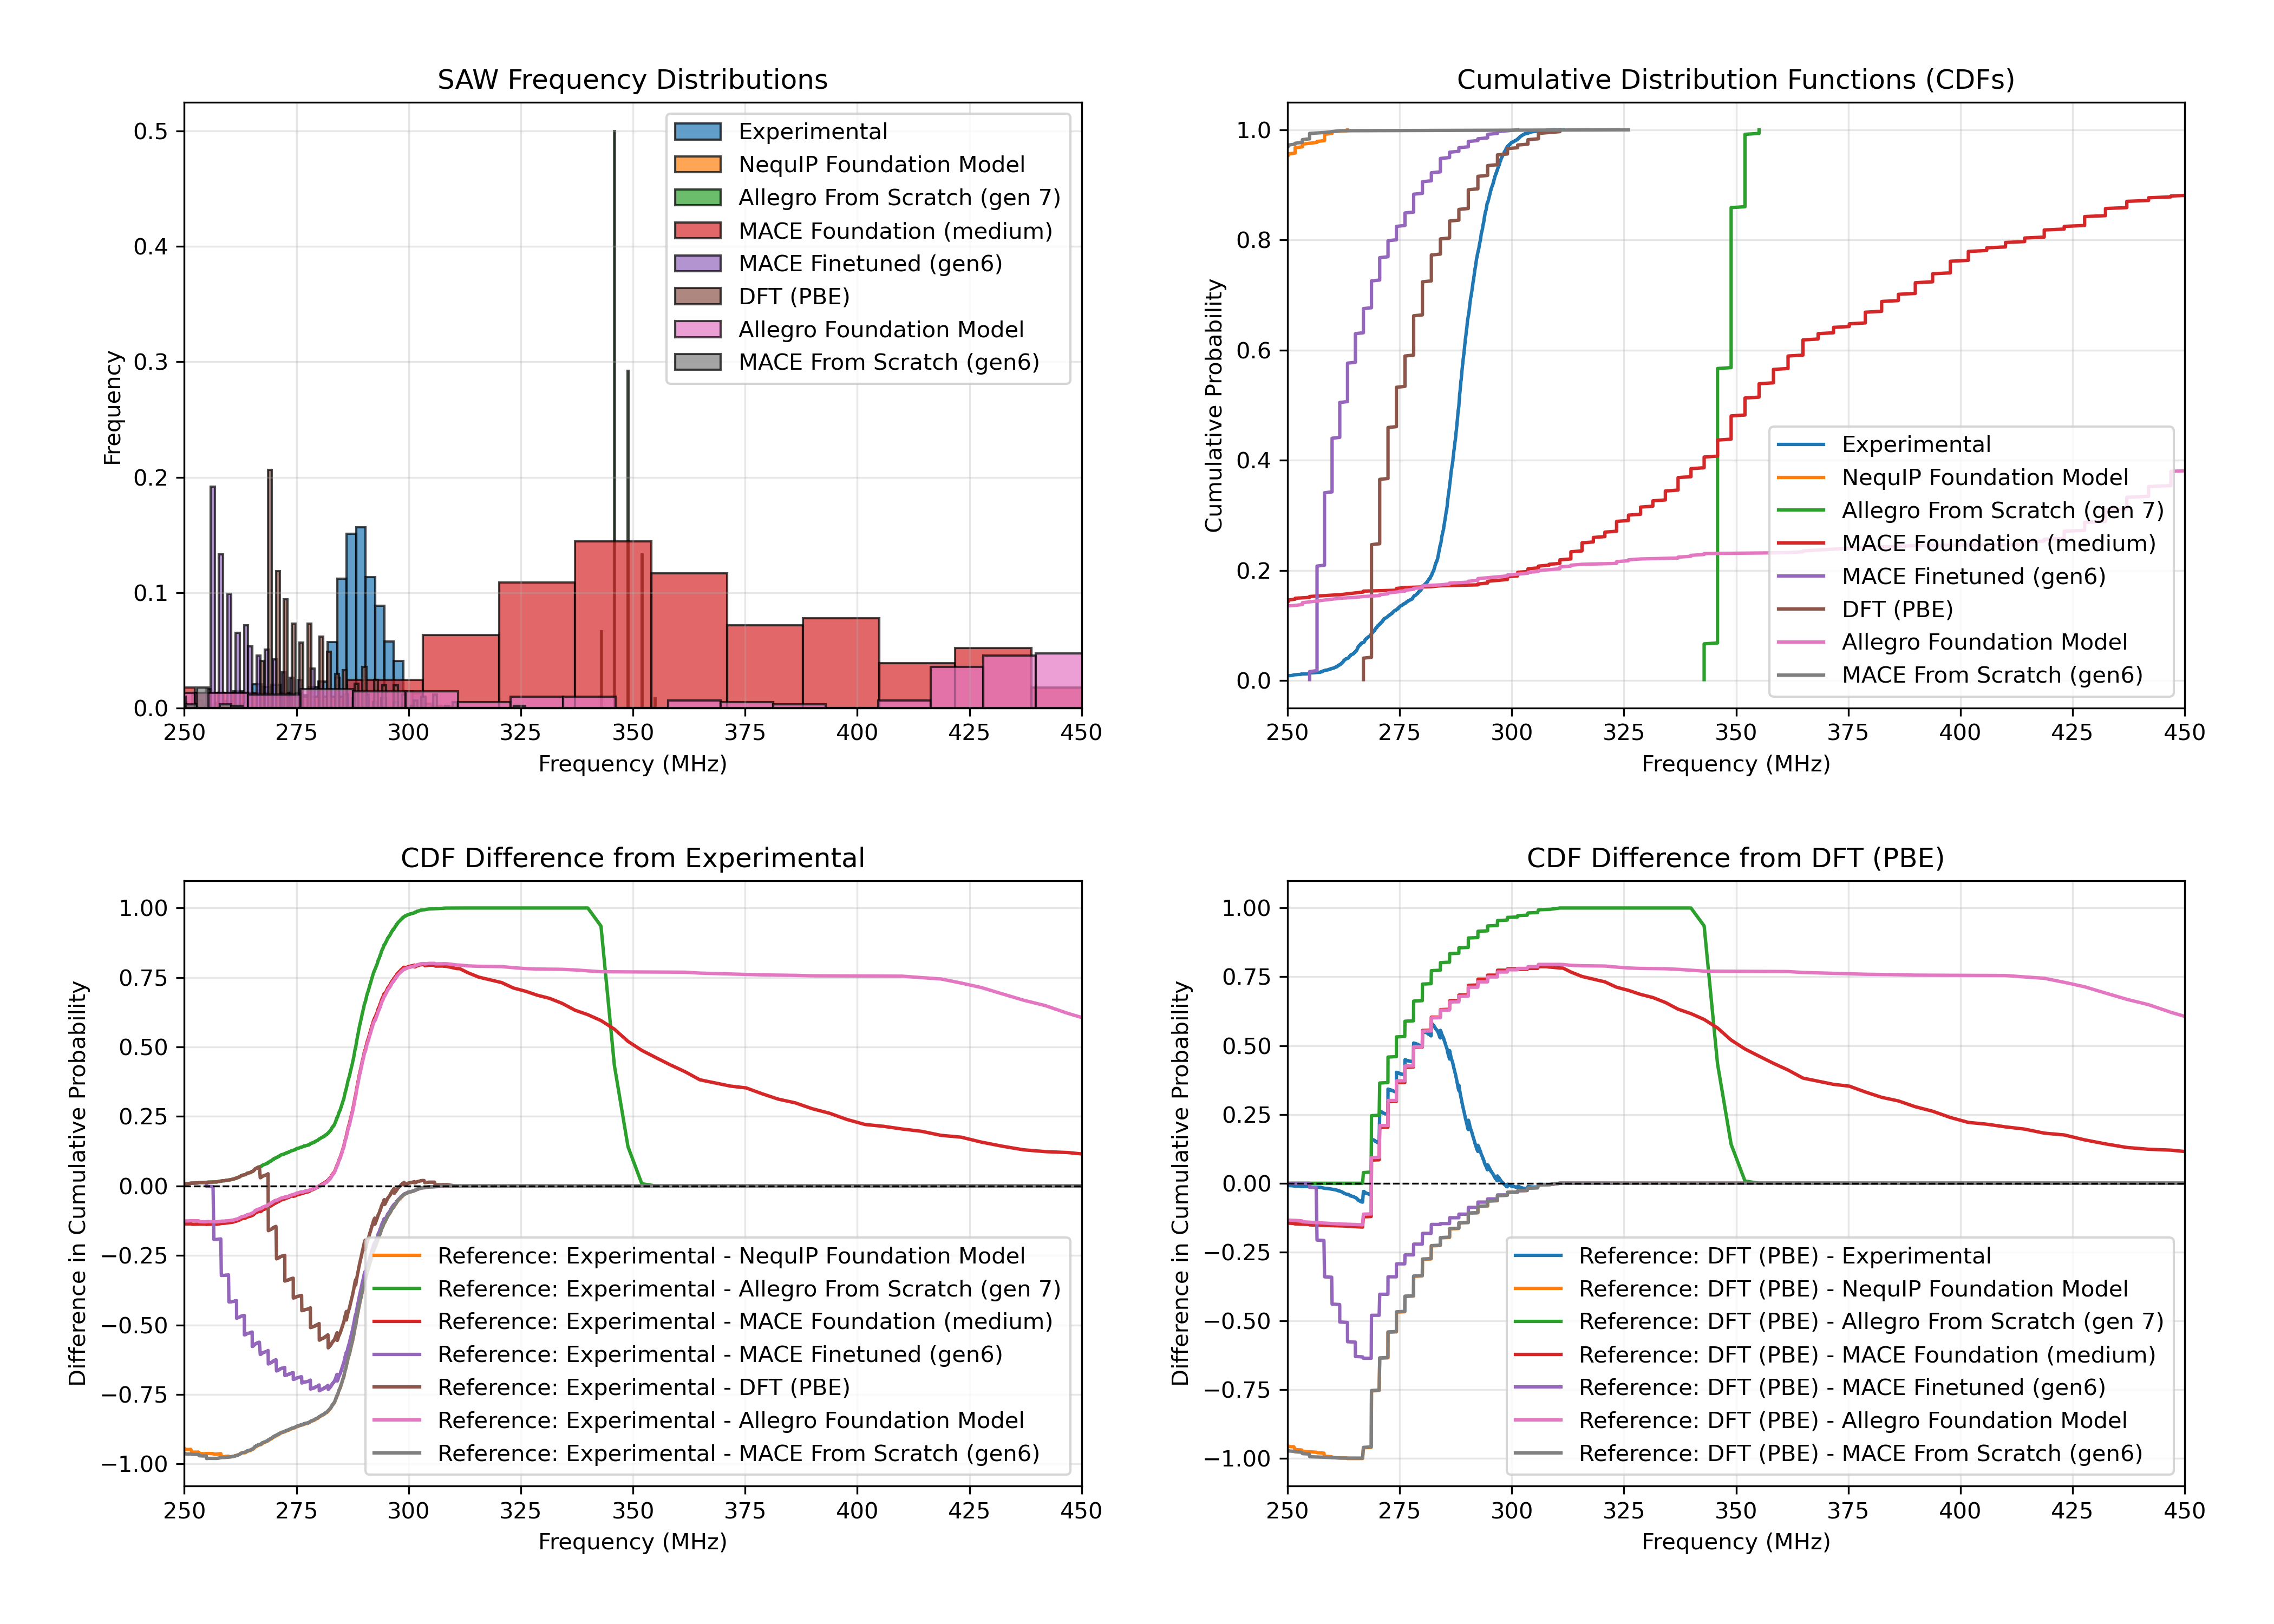 SAW Frequency Distributions
Frequency
0.5
0.4
0.3
0.2
0.1
0.0
Experimental
NequIP Foundation Model
Allegro From Scratch (gen 7)
MACE Foundation (medium)
MACE Finetuned (gen6)
DFT (PBE)
Allegro Foundation Model
MACE From Scratch (gen6)
250 275 300 325 350 375 400 425 450
Frequency (MHz)
Cumulative Distribution Functions (CDFs)
Cumulative Probability
1.0
0.8
0.6
0.4
0.2
0.0
Experimental
NequIP Foundation Model
Allegro From Scratch (gen 7)
MACE Foundation (medium)
MACE Finetuned (gen6)
DFT (PBE)
Allegro Foundation Model
MACE From Scratch (gen6)
250 275 300 325 350 375 400 425 450
Frequency (MHz)
CDF Difference from Experimental
Difference in Cumulative Probability
1.00
0.75
0.50
0.25
0.00
−0.25
−0.50
−0.75
−1.00
Reference: Experimental - NequIP Foundation Model
Reference: Experimental - Allegro From Scratch (gen 7)
Reference: Experimental - MACE Foundation (medium)
Reference: Experimental - MACE Finetuned (gen6)
Reference: Experimental - DFT (PBE)
Reference: Experimental - Allegro Foundation Model
Reference: Experimental - MACE From Scratch (gen6)
250 275 300 325 350 375 400 425 450
Frequency (MHz)
CDF Difference from DFT (PBE)
Difference in Cumulative Probability
1.00
0.75
0.50
0.25
0.00
−0.25
−0.50
−0.75
−1.00
Reference: DFT (PBE) - Experimental
Reference: DFT (PBE) - NequIP Foundation Model
Reference: DFT (PBE) - Allegro From Scratch (gen 7)
Reference: DFT (PBE) - MACE Foundation (medium)
Reference: DFT (PBE) - MACE Finetuned (gen6)
Reference: DFT (PBE) - Allegro Foundation Model
Reference: DFT (PBE) - MACE From Scratch (gen6)
250 275 300 325 350 375 400 425 450
Frequency (MHz)